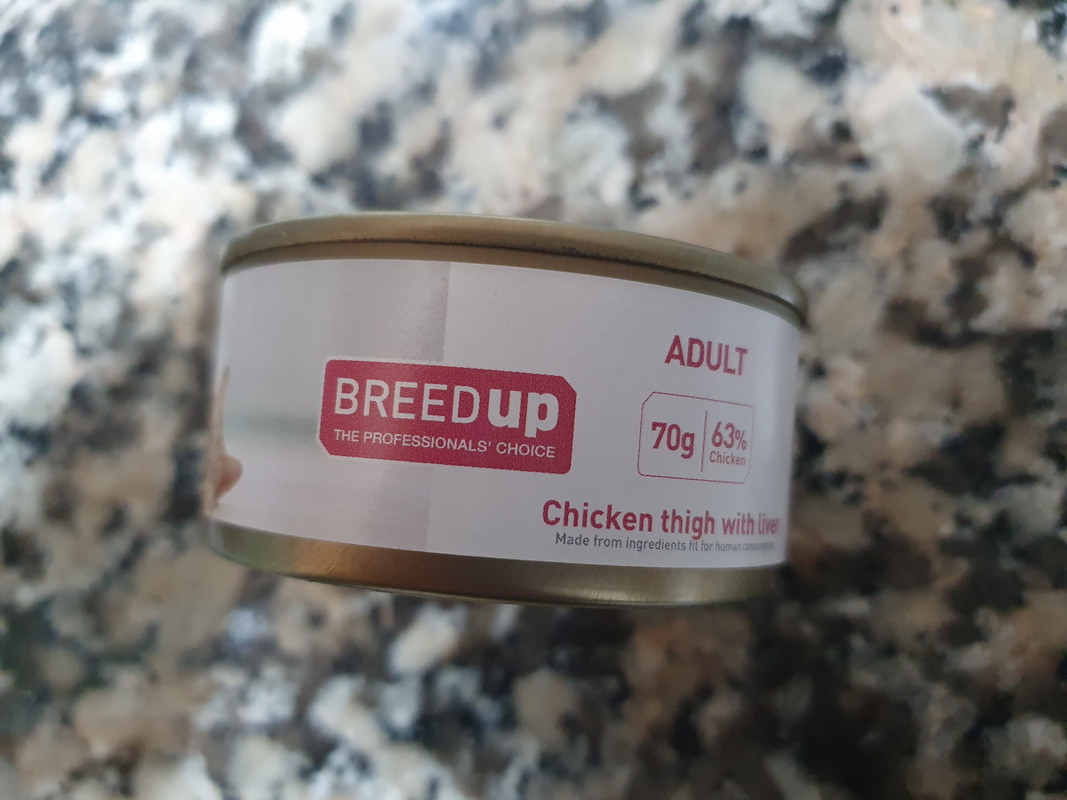 BREEDup
THE PROFESSIONALS' CHOICE
ADULT
70g
63%
Chicken
Chicken thigh with liver
Made from ingredients fit for human consumption